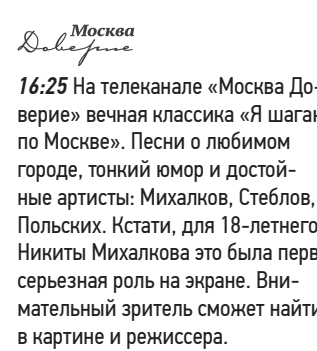 Москва
Доверие
16:25 На телеканале «Москва До-
верие» вечная классика «Я шагаю
по Москве». Песни о любимом
городе, тонкий юмор и достой-
ные артисты: Михалков, Стеблов,
Польских. Кстати, для 18-летнего
Никиты Михалкова это была перв
серьезная роль на экране. Вни-
мательный зритель сможет найти
в картине и режиссера.